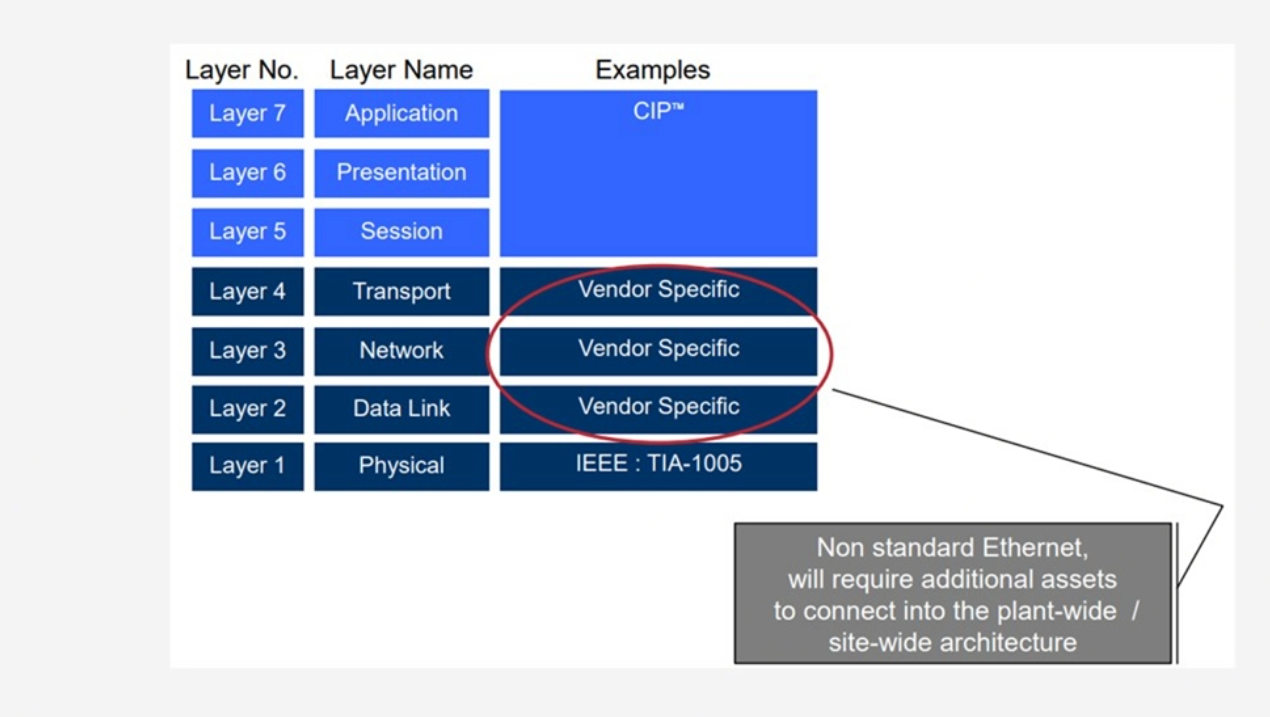 Layer No. Layer Name Examples
Layer 7 Application CIP™
Layer 6 Presentation
Layer 5 Session
Layer 4 Transport Vendor Specific
Layer 3 Network Vendor Specific
Layer 2 Data Link Vendor Specific
Layer 1 Physical IEEE : TIA-1005
Non standard Ethernet,
will require additional assets
to connect into the plant-wide /
site-wide architecture